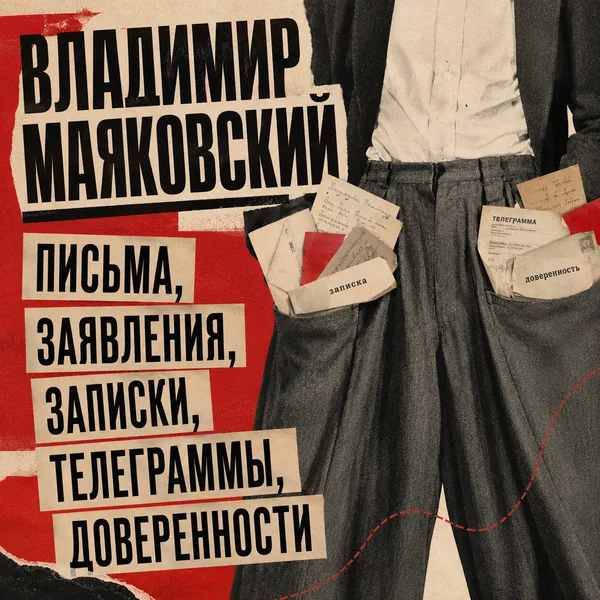 ВЛАДИМИР
МАЯКОВСКИЙ
ПИСЬМА,
ЗАЯВЛЕНИЯ,
ЗАПИСКИ,
ТЕЛЕГРАММЫ,
ДОВЕРЕННОСТИ
записка
ТЕЛЕГРАММА
доверенность